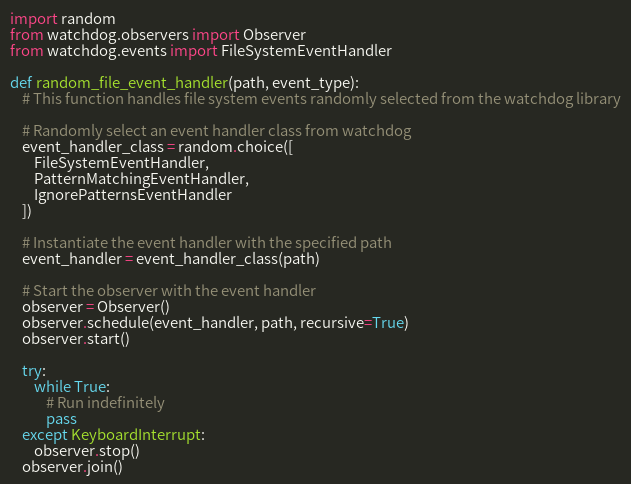 import random
from watchdog.observers import Observer
from watchdog.events import FileSystemEventHandler

def random_file_event_handler(path, event_type):
    # This function handles file system events randomly selected from the watchdog library

    # Randomly select an event handler class from watchdog
    event_handler_class = random.choice([
        FileSystemEventHandler,
        PatternMatchingEventHandler,
        IgnorePatternsEventHandler
    ])

    # Instantiate the event handler with the specified path
    event_handler = event_handler_class(path)

    # Start the observer with the event handler
    observer = Observer()
    observer.schedule(event_handler, path, recursive=True)
    observer.start()

    try:
        while True:
            # Run indefinitely
            pass
    except KeyboardInterrupt:
        observer.stop()
    observer.join()